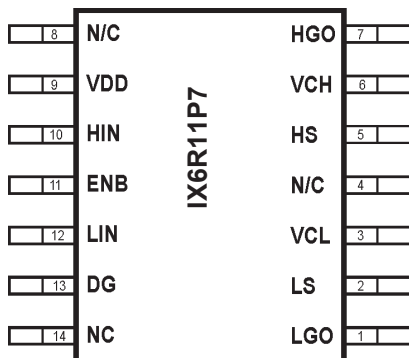 8 N/C HGO 7
9 VDD VCH 6
10 HIN HS 5
11 ENB N/C 4
12 LIN VCL 3
13 DG LS 2
14 NC LGO 1
IX6R11P7